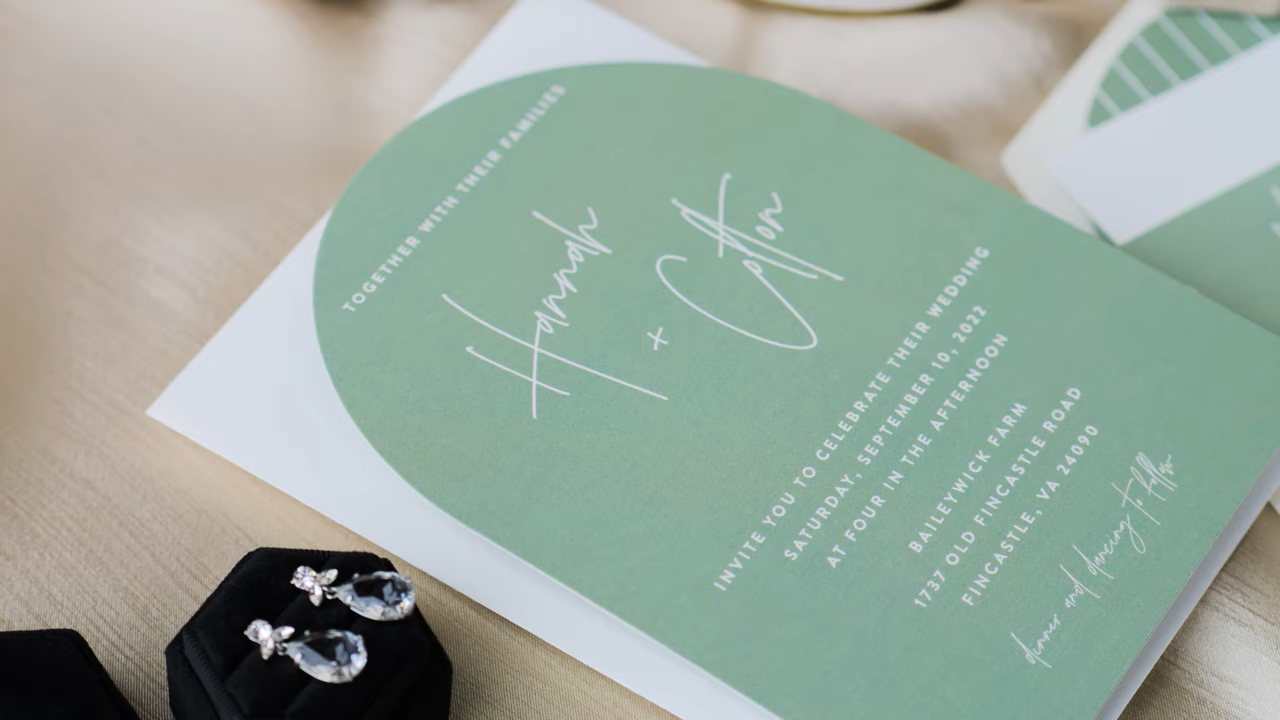 TOGETHER WITH THEIR FAMILIES
Hannah
+ Colton
INVITE YOU TO CELEBRATE THEIR WEDDING
SATURDAY, SEPTEMBER 10, 2022
AT FOUR IN THE AFTERNOON
BAILEYWICK FARM
1737 OLD FINCASTLE ROAD
FINCASTLE, VA 24090
dinner and dancing to follow